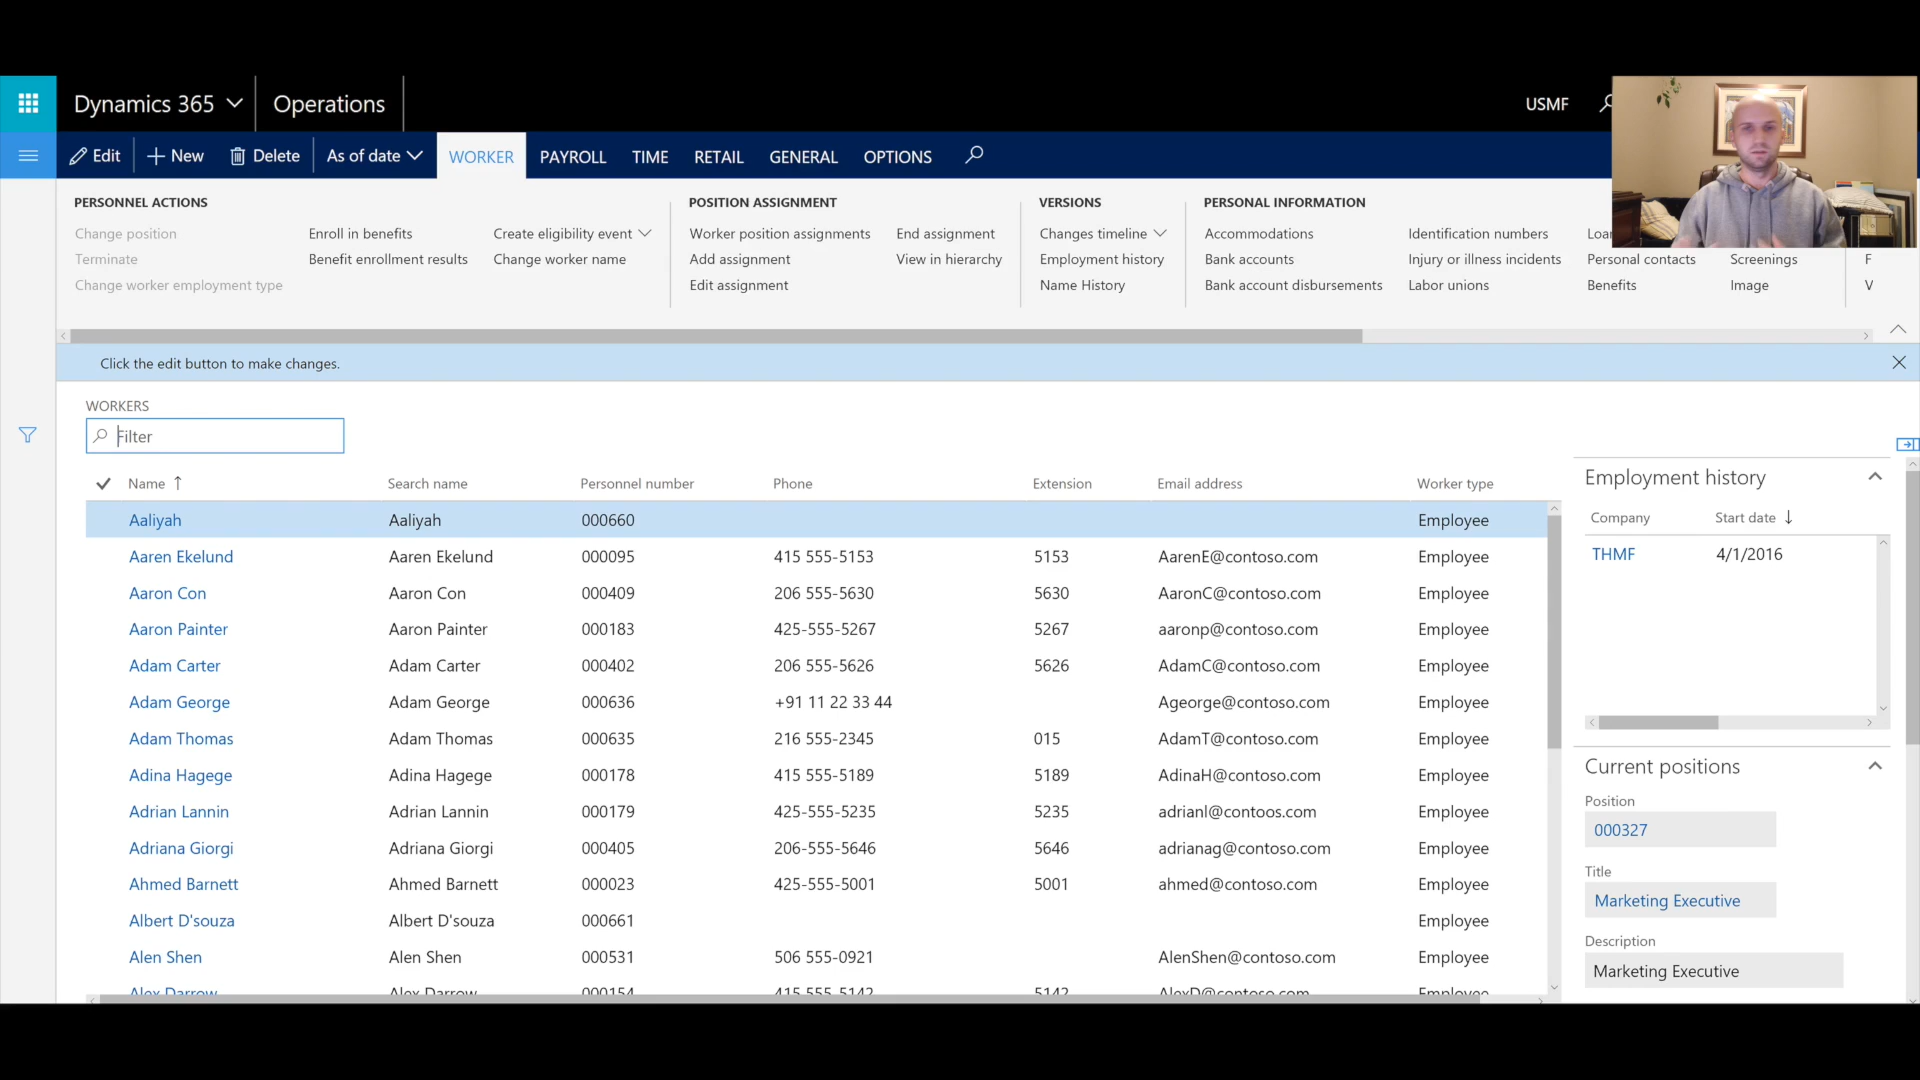 Dynamics 365 Operations USMF
Edit New Delete As of date WORKER PAYROLL TIME RETAIL GENERAL OPTIONS
PERSONNEL ACTIONS
Change position Enroll in benefits Create eligibility event
Terminate Benefit enrollment results Change worker name
Change worker employment type
POSITION ASSIGNMENT
Worker position assignments End assignment
Add assignment View in hierarchy
Edit assignment
VERSIONS
Changes timeline
Employment history
Name History
PERSONAL INFORMATION
Accommodations Identification numbers
Bank accounts Injury or illness incidents Personal contacts Screenings F
Bank account disbursements Labor unions Benefits Image V
Click the edit button to make changes.
WORKERS
Filter
Name Search name Personnel number Phone Extension Email address Worker type
Aaliyah Aaliyah 000660 Employee
Aaren Ekelund Aaren Ekelund 000095 415 555-5153 5153 AarenE@contoso.com Employee
Aaron Con Aaron Con 000409 206 555-5630 5630 AaronC@contoso.com Employee
Aaron Painter Aaron Painter 000183 425-555-5267 5267 aaronp@contoso.com Employee
Adam Carter Adam Carter 000402 206 555-5626 5626 AdamC@contoso.com Employee
Adam George Adam George 000636 +91 11 22 33 44 Ageorge@contoso.com Employee
Adam Thomas Adam Thomas 000635 216 555-2345 015 AdamT@contoso.com Employee
Adina Hagege Adina Hagege 000178 415 555-5189 5189 AdinaH@contoso.com Employee
Adrian Lannin Adrian Lannin 000179 425-555-5235 5235 adrianl@contoos.com Employee
Adriana Giorgi Adriana Giorgi 000405 206-555-5646 5646 adrianag@contoso.com Employee
Ahmed Barnett Ahmed Barnett 000023 425-555-5001 5001 ahmed@contoso.com Employee
Albert D'souza Albert D'souza 000661 Employee
Alen Shen Alen Shen 000531 506 555-0921 AlenShen@contoso.com Employee
Alex Darrow Alex Darrow 000154 415 555-5142 5142 AlexD@contoso.com Employee
Employment history
Company Start date
THMF 4/1/2016
Current positions
Position
000327
Title
Marketing Executive
Description
Marketing Executive